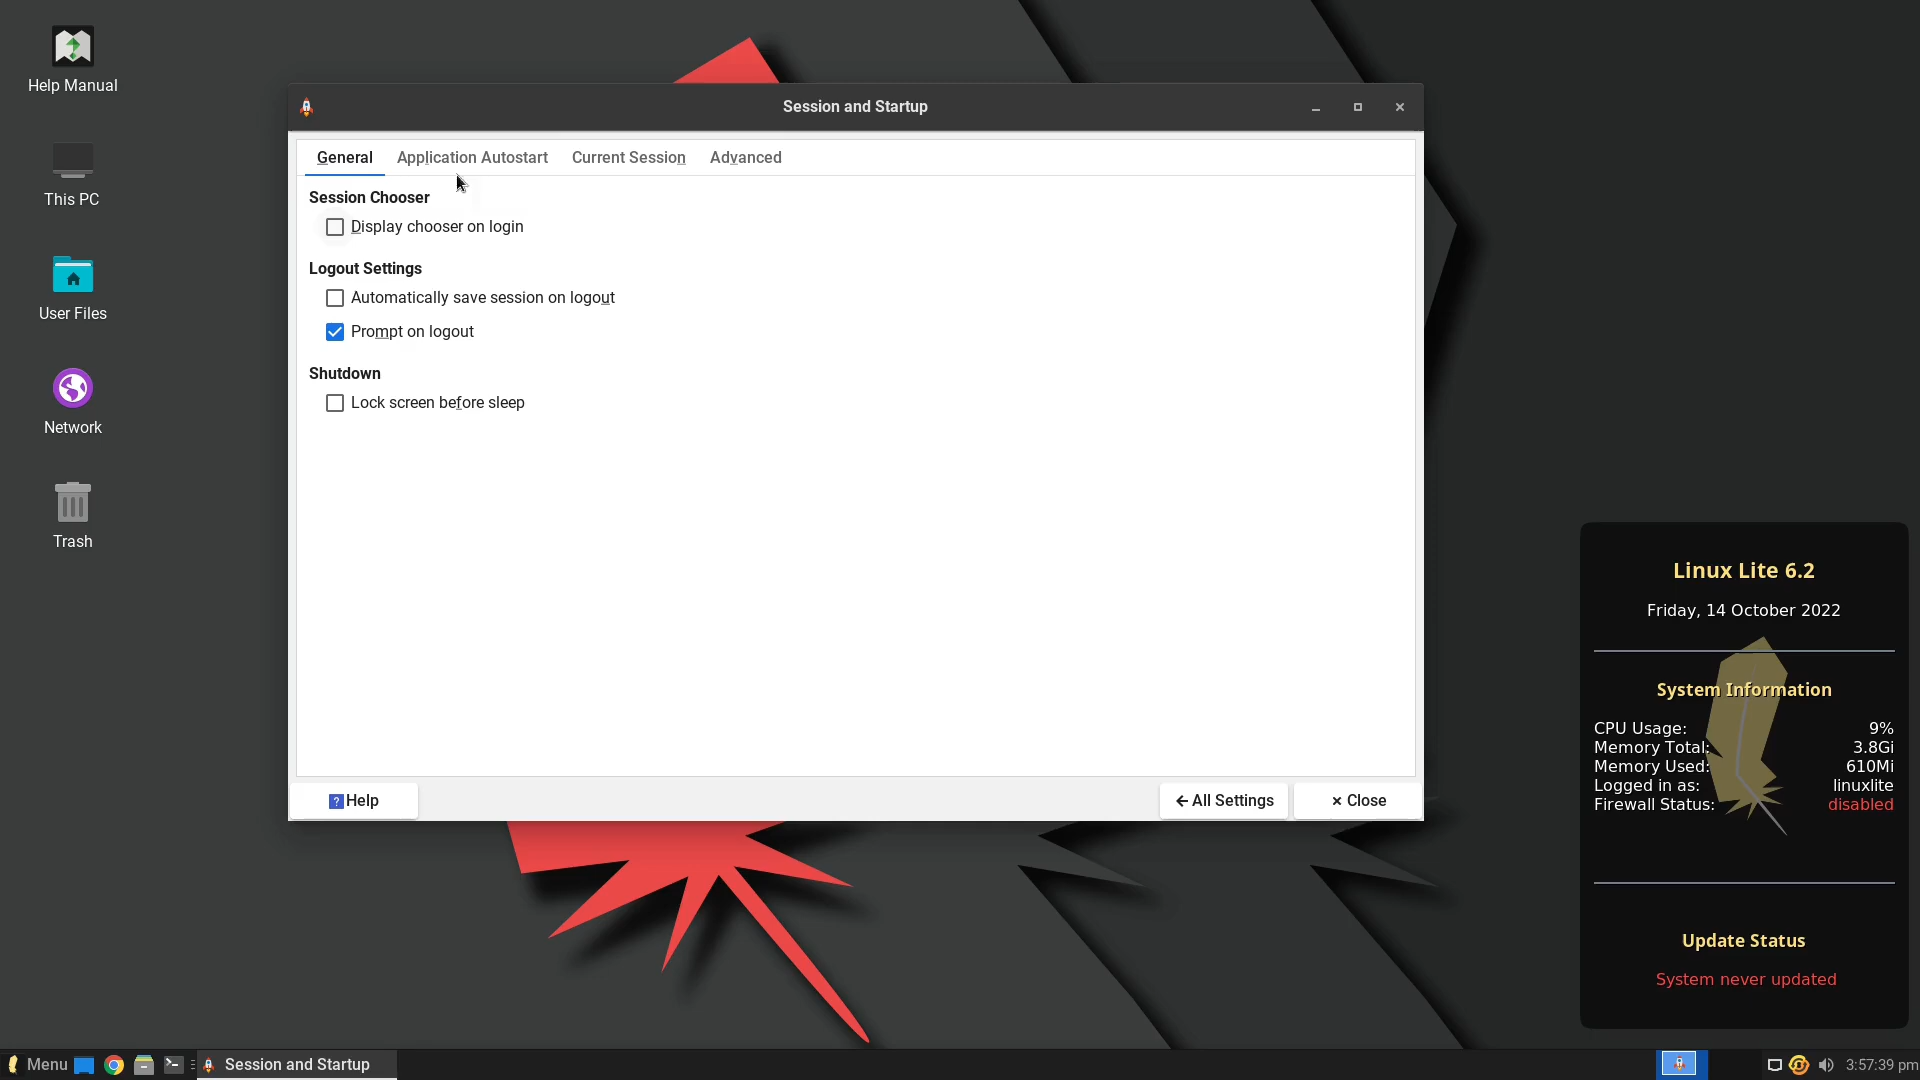 Help Manual
This PC
User Files
Network
Trash
Session and Startup
General Application Autostart Current Session Advanced
Session Chooser
Display chooser on login
Logout Settings
Automatically save session on logout
Prompt on logout
Shutdown
Lock screen before sleep
? Help
All Settings
Close
Linux Lite 6.2
Friday, 14 October 2022
System Information
CPU Usage: 9%
Memory Total: 3.8Gi
Memory Used: 610Mi
Logged in as: linuxlite
Firewall Status: disabled
Update Status
System never updated
Menu
Session and Startup
3:57:39 pm